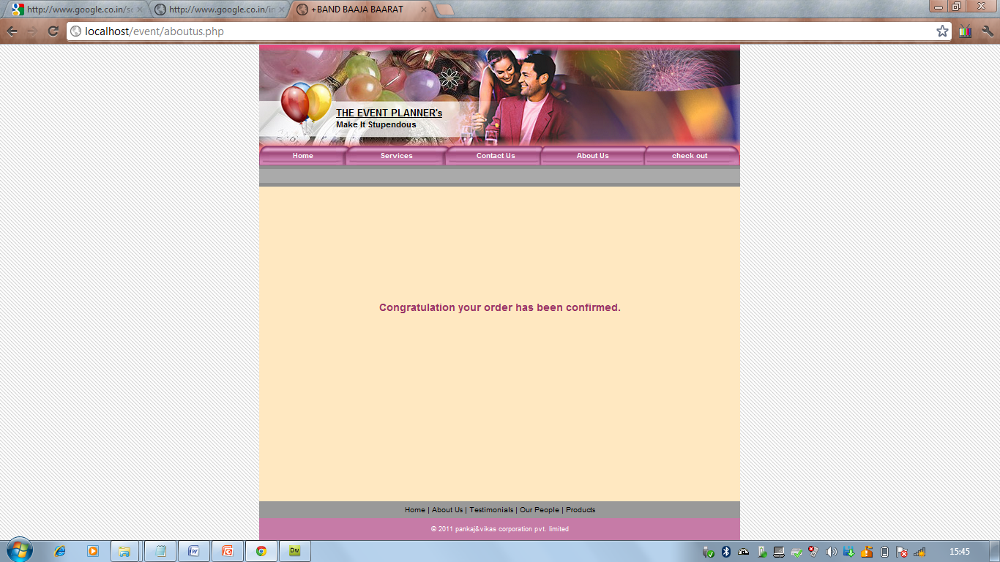 http://www.google.co.in/se
http://www.google.co.in/in
+BAND BAAJA BAARAT
localhost/event/aboutus.php
THE EVENT PLANNER's
Make It Stupendous
Home
Services
Contact Us
About Us
check out
Congratulation your order has been confirmed.
Home | About Us | Testimonials | Our People | Products
© 2011 pankaj&vikas corporation pvt. limited
Dw
15:45